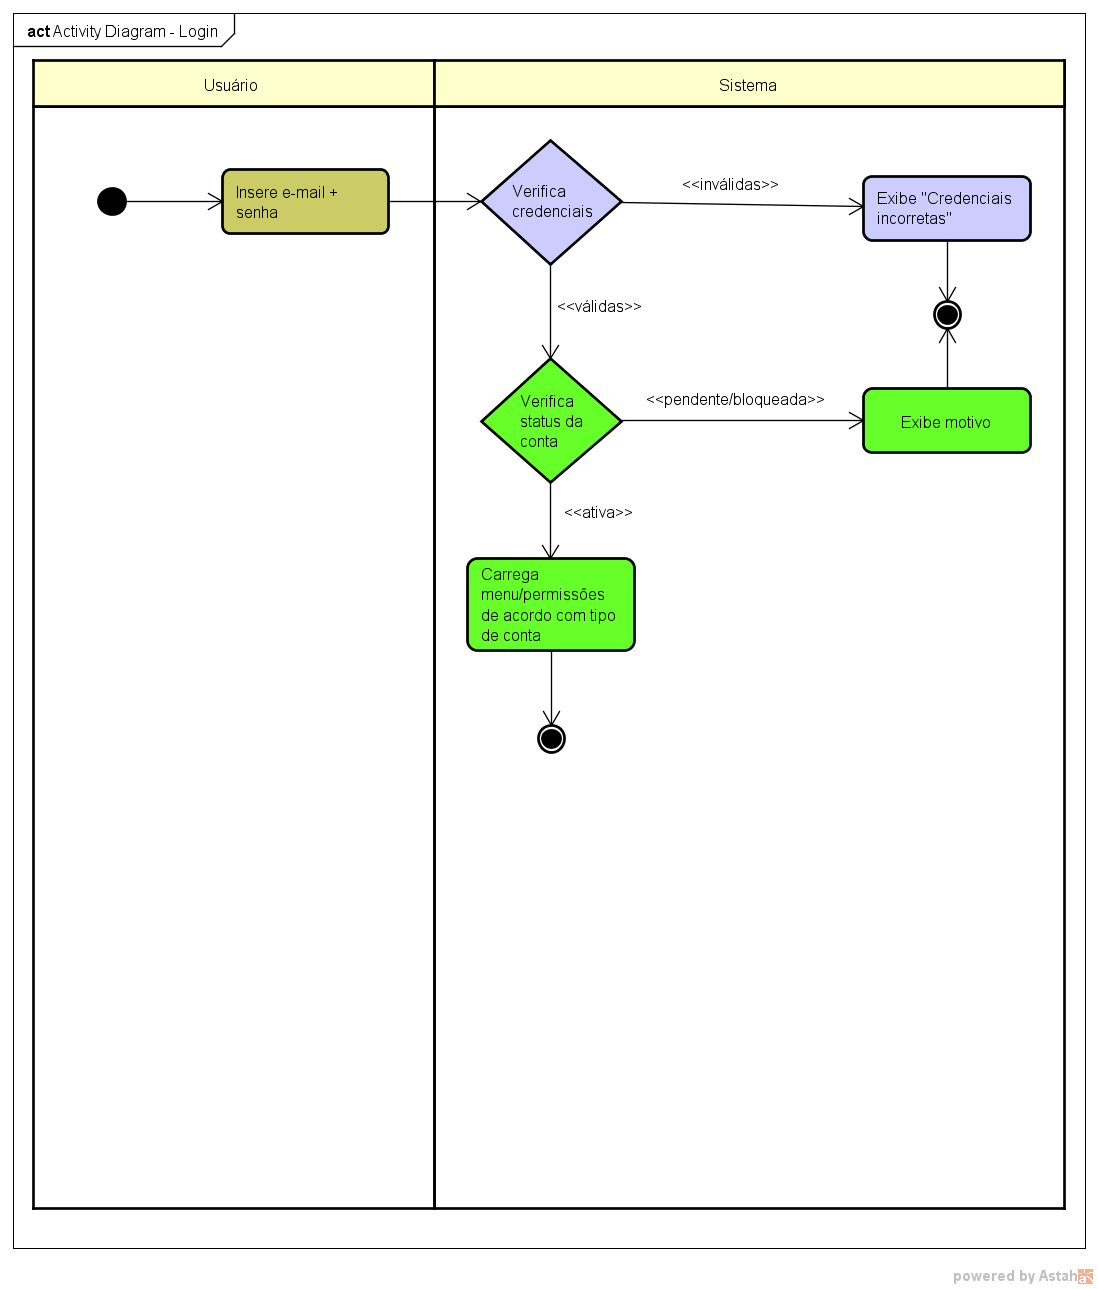 act Activity Diagram - Login
Usuário
Sistema
Insere e-mail +
senha
Verifica
credenciais
<<inválidas>>
Exibe "Credenciais
incorretas"
<<válidas>>
Verifica
status da
conta
<<pendente/bloqueada>>
Exibe motivo
<<ativa>>
Carrega
menu/permissões
de acordo com tipo
de conta
powered by Astah